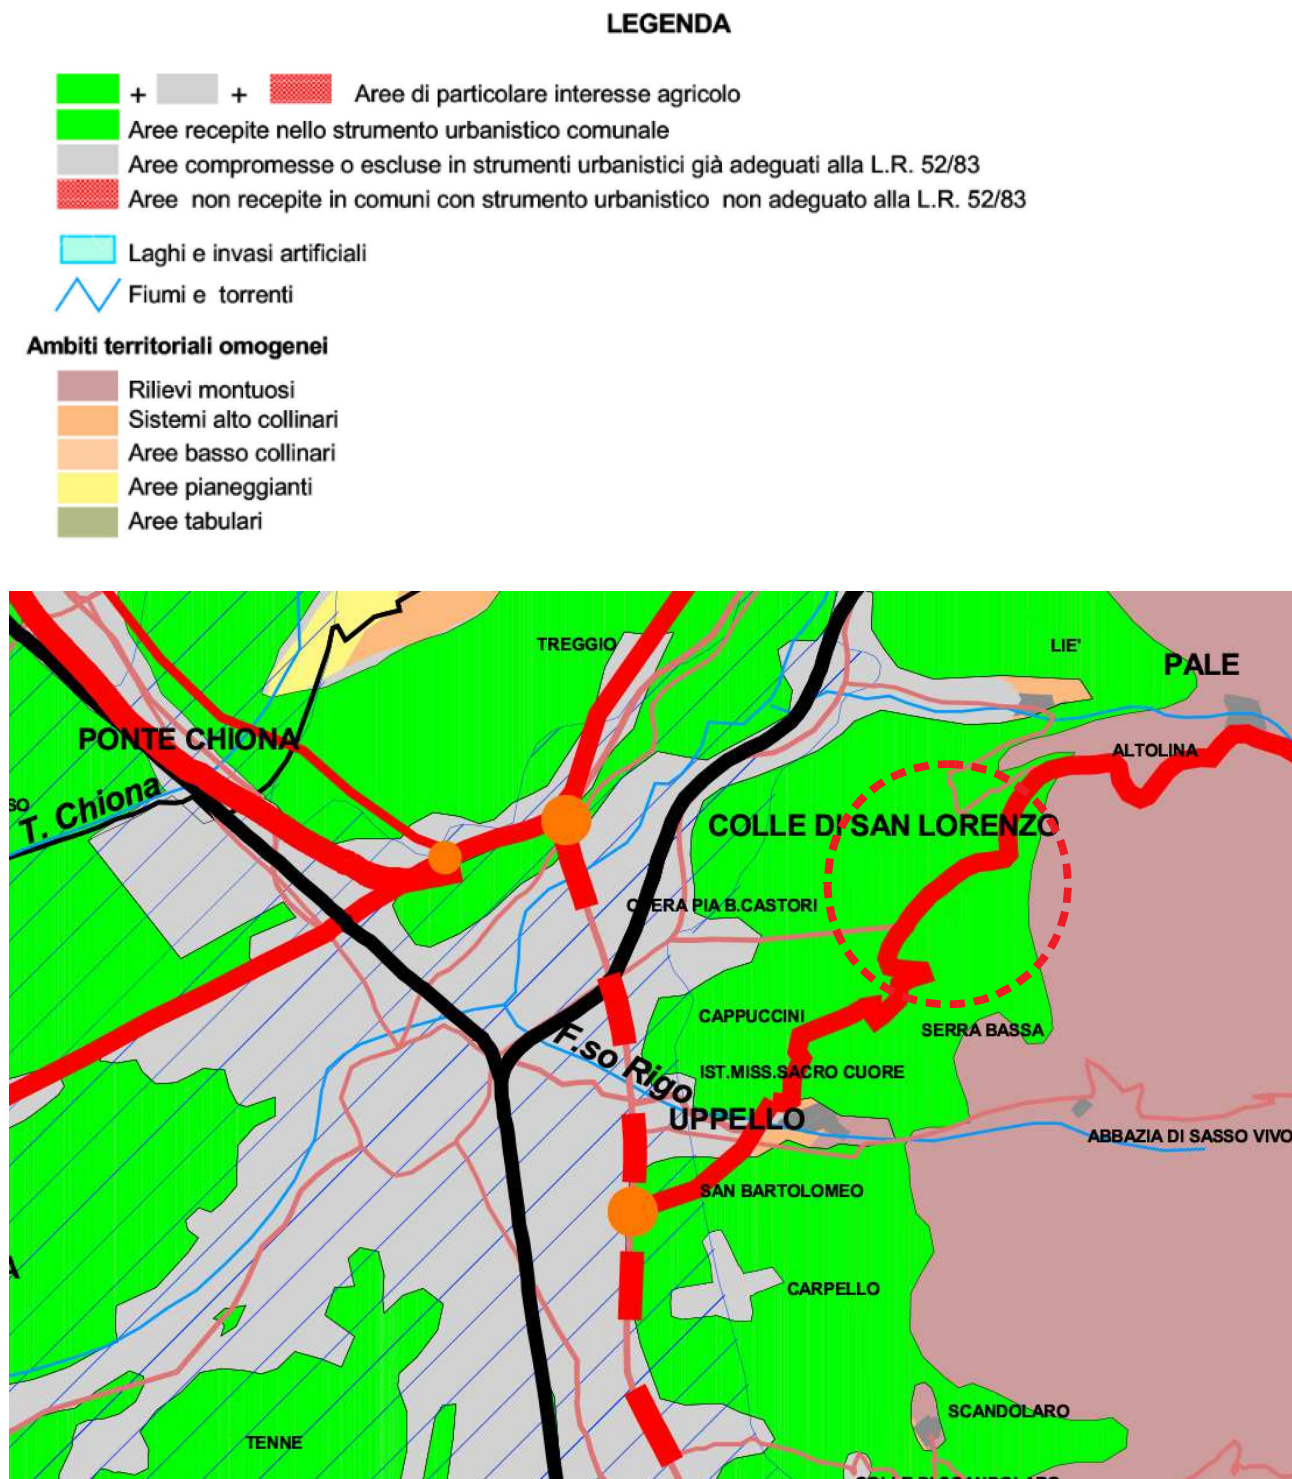 LEGENDA
+ + Aree di particolare interesse agricolo
Aree recepite nello strumento urbanistico comunale
Aree compromesse o escluse in strumenti urbanistici già adeguati alla L.R. 52/83
Aree non recepite in comuni con strumento urbanistico non adeguato alla L.R. 52/83
Laghi e invasi artificiali
Fiumi e torrenti
Ambiti territoriali omogenei
Rilievi montuosi
Sistemi alto collinari
Aree basso collinari
Aree pianeggianti
Aree tabulari
TREGGIO
LIE'
PALE
PONTE CHIONA
ALTOLINA
SO
T. Chiona
COLLE DI SAN LORENZO
OPERA PIA B.CASTORI
CAPPUCCINI
SERRA BASSA
F.so Rigo
IST.MISS.SACRO CUORE
UPPELLO
ABBAZIA DI SASSO VIVO
SAN BARTOLOMEO
A
CARPELLO
SCANDOLARO
TENNE